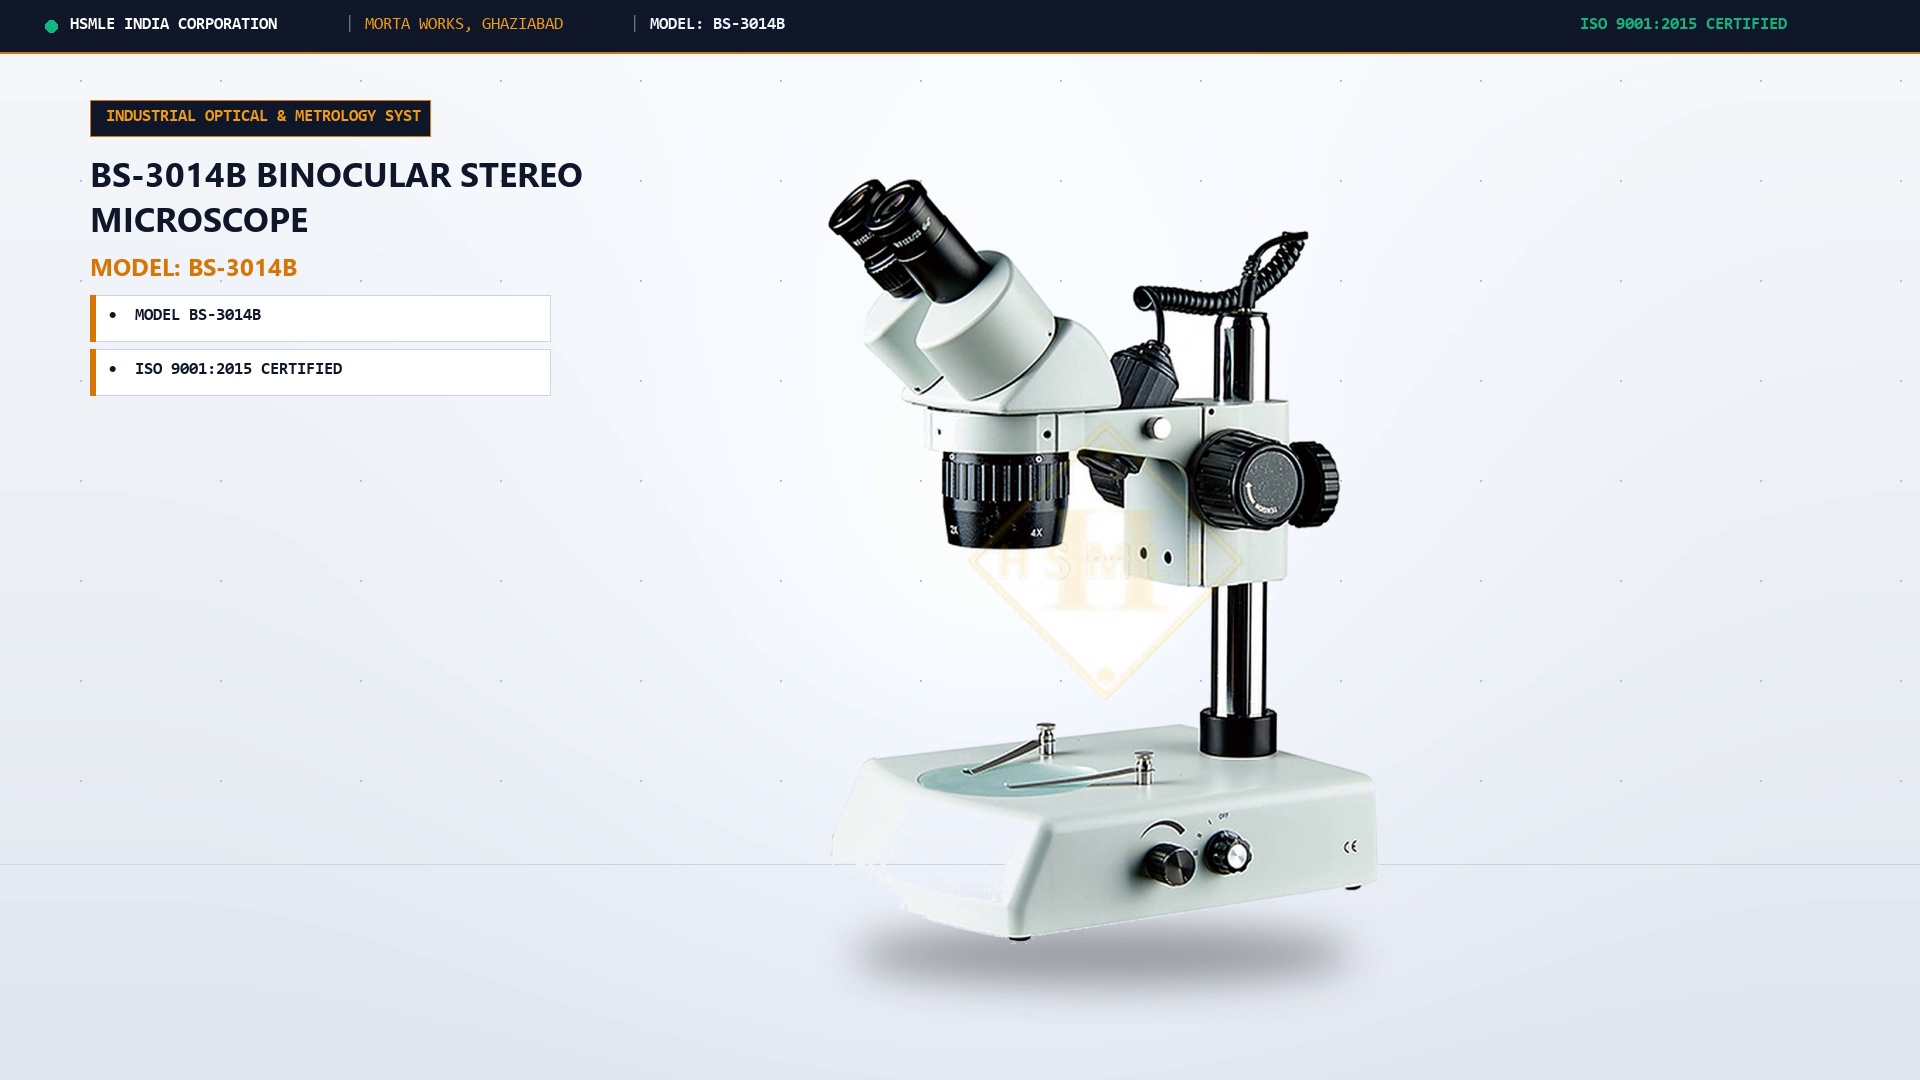 HSMLE INDIA CORPORATION
MORTA WORKS, GHAZIABAD
MODEL: BS-3014B
ISO 9001:2015 CERTIFIED
INDUSTRIAL OPTICAL & METROLOGY SYST
BS-3014B BINOCULAR STEREO
MICROSCOPE
MODEL: BS-3014B
• MODEL BS-3014B
• ISO 9001:2015 CERTIFIED
2X
4X
H
HSML
OFF
CE